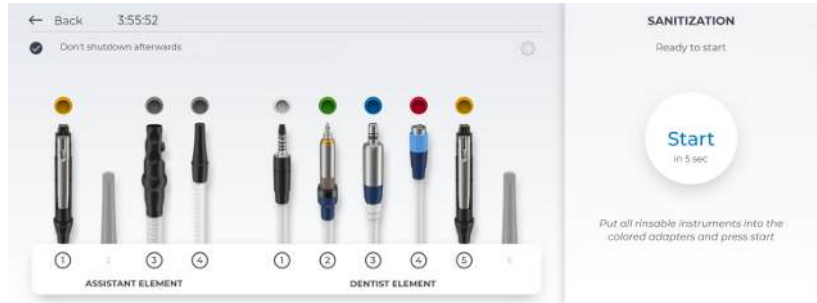 ← Back 3:55:52
Don't shutdown afterwards
1 2 3 4 1 2 3 4 5 6
ASSISTANT ELEMENT DENTIST ELEMENT
SANITIZATION
Ready to start
Start
in 5 sec
Put all rinsable instruments into the
colored adapters and press start